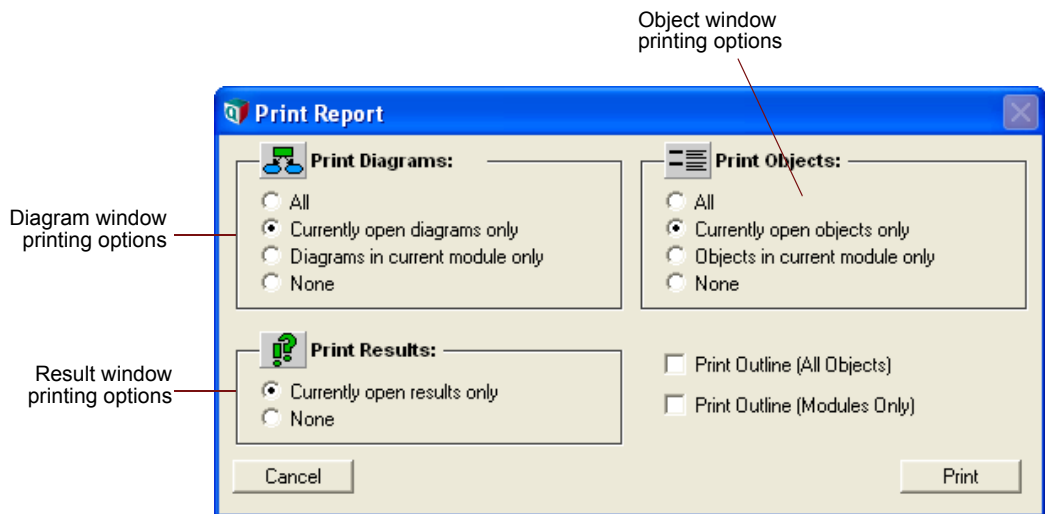 Object window
printing options
Print Report
Print Diagrams:
All
Currently open diagrams only
Diagrams in current module only
None
Print Objects:
All
Currently open objects only
Objects in current module only
None
Diagram window
printing options
Print Results:
Currently open results only
None
Result window
printing options
Print Outline (All Objects)
Print Outline (Modules Only)
Cancel
Print